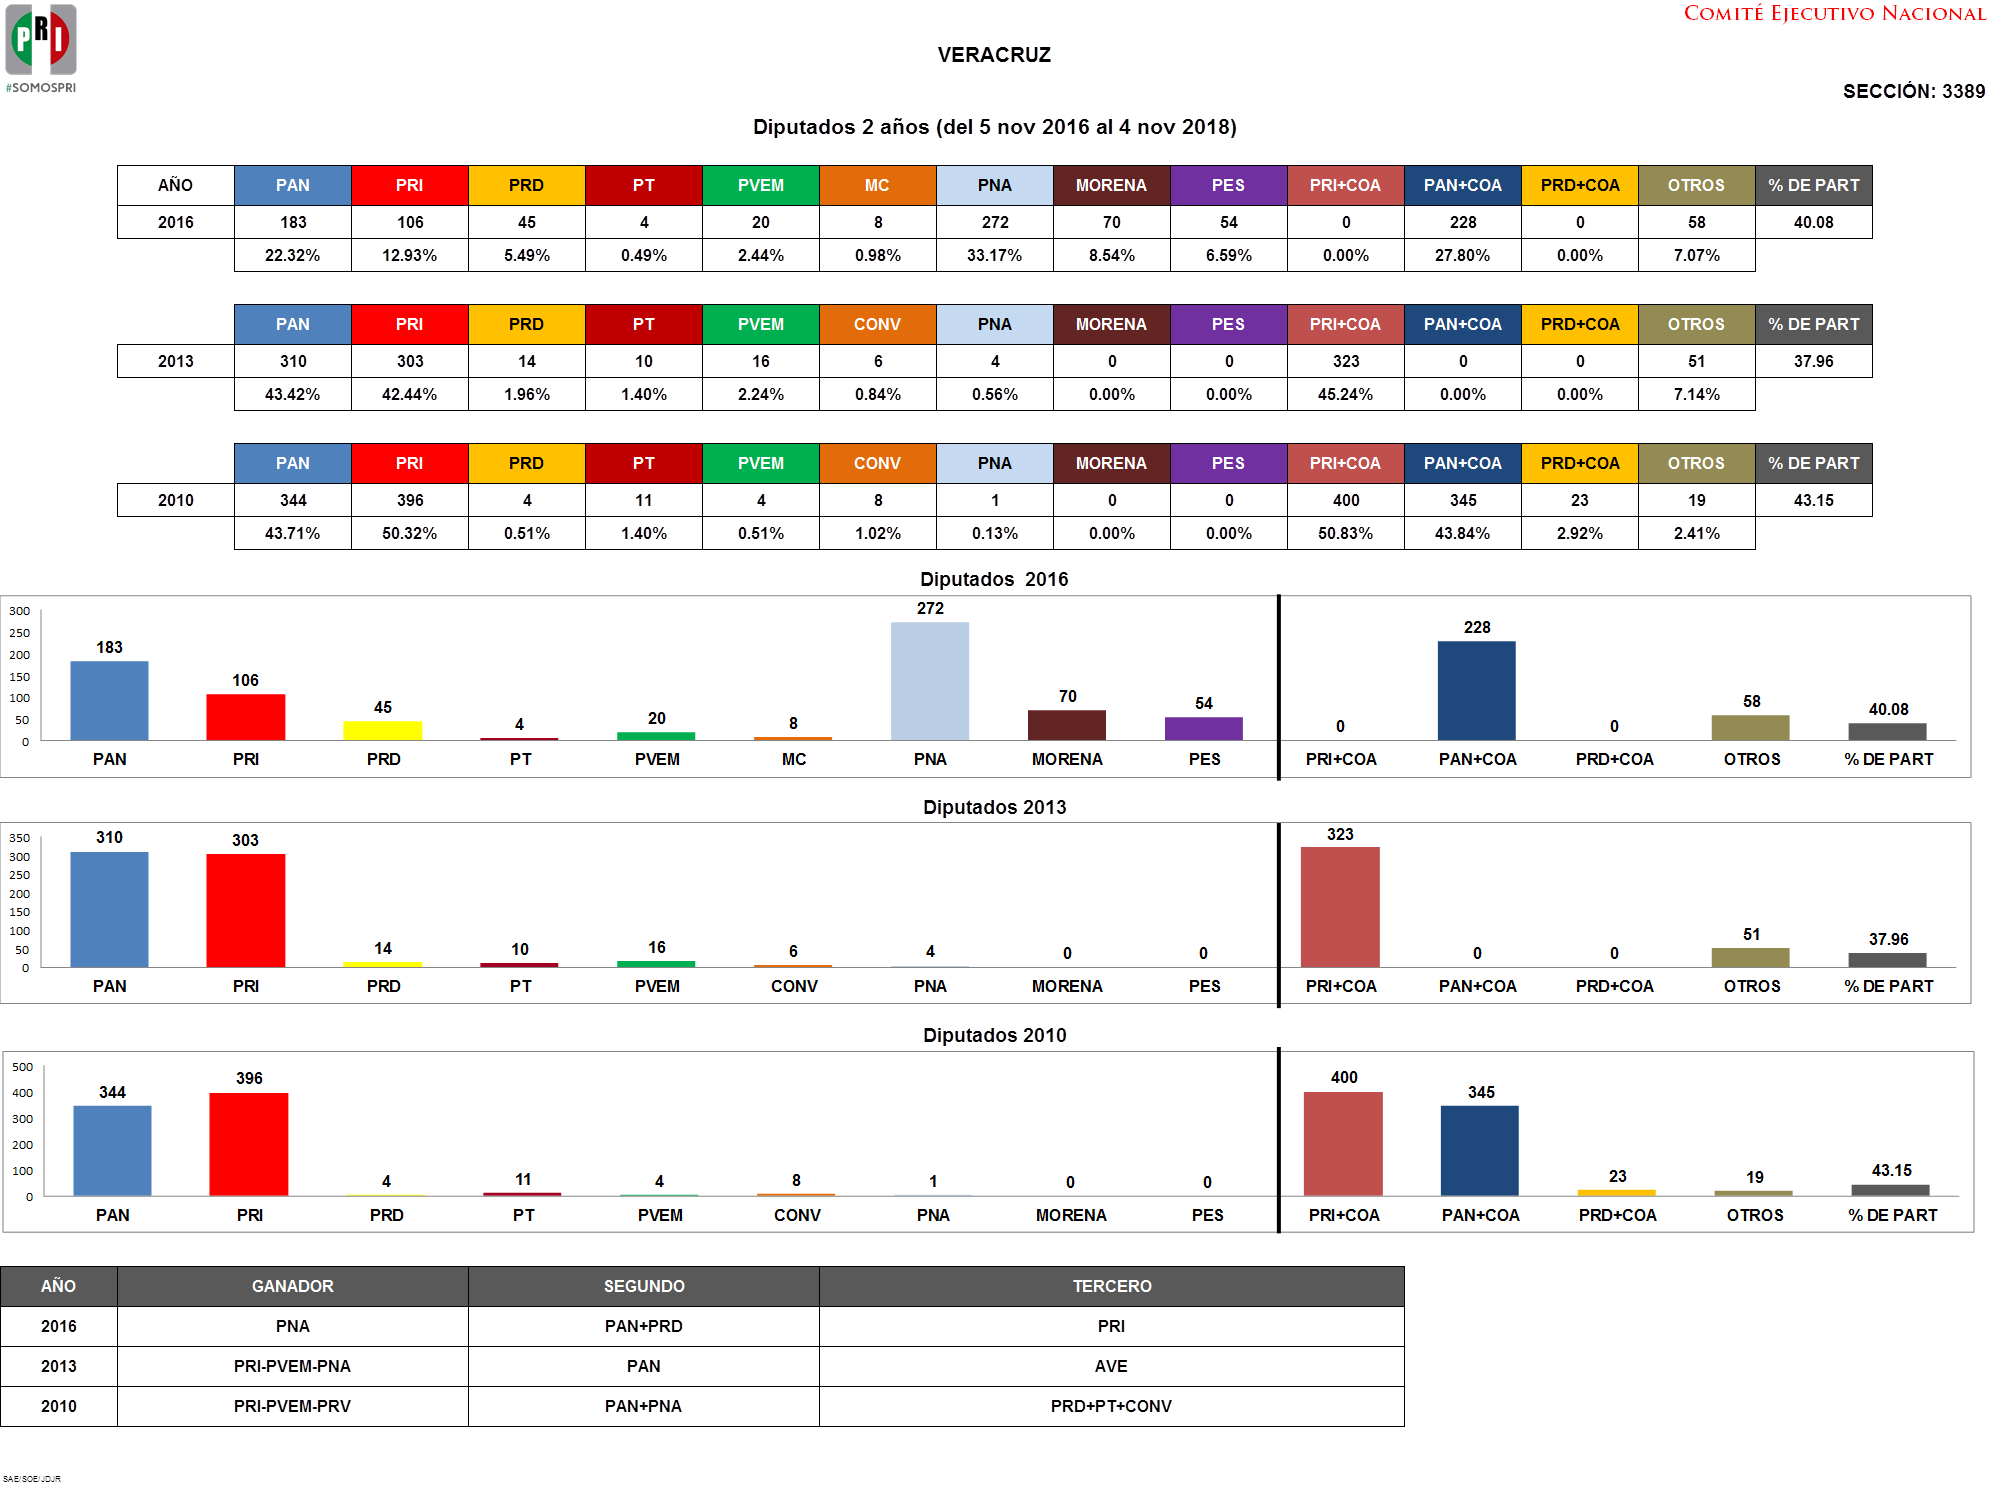 PRI
#SOMOSPRI
COMITÉ EJECUTIVO NACIONAL
VERACRUZ
SECCIÓN: 3389
Diputados 2 años (del 5 nov 2016 al 4 nov 2018)
AÑO PAN PRI PRD PT PVEM MC PNA MORENA PES PRI+COA PAN+COA PRD+COA OTROS % DE PART
2016 183 106 45 4 20 8 272 70 54 0 228 0 58 40.08
22.32% 12.93% 5.49% 0.49% 2.44% 0.98% 33.17% 8.54% 6.59% 0.00% 27.80% 0.00% 7.07%
PAN PRI PRD PT PVEM CONV PNA MORENA PES PRI+COA PAN+COA PRD+COA OTROS % DE PART
2013 310 303 14 10 16 6 4 0 0 323 0 0 51 37.96
43.42% 42.44% 1.96% 1.40% 2.24% 0.84% 0.56% 0.00% 0.00% 45.24% 0.00% 0.00% 7.14%
PAN PRI PRD PT PVEM CONV PNA MORENA PES PRI+COA PAN+COA PRD+COA OTROS % DE PART
2010 344 396 4 11 4 8 1 0 0 400 345 23 19 43.15
43.71% 50.32% 0.51% 1.40% 0.51% 1.02% 0.13% 0.00% 0.00% 50.83% 43.84% 2.92% 2.41%
Diputados 2016
300
250
200
150
100
50
0
183 106 45 4 20 8 272 70 54 0 228 0 58 40.08
PAN PRI PRD PT PVEM MC PNA MORENA PES PRI+COA PAN+COA PRD+COA OTROS % DE PART
Diputados 2013
350
300
250
200
150
100
50
0
310 303 14 10 16 6 4 0 0 323 0 0 51 37.96
PAN PRI PRD PT PVEM CONV PNA MORENA PES PRI+COA PAN+COA PRD+COA OTROS % DE PART
Diputados 2010
500
400
300
200
100
0
344 396 4 11 4 8 1 0 0 400 345 23 19 43.15
PAN PRI PRD PT PVEM CONV PNA MORENA PES PRI+COA PAN+COA PRD+COA OTROS % DE PART
AÑO GANADOR SEGUNDO TERCERO
2016 PNA PAN+PRD PRI
2013 PRI-PVEM-PNA PAN AVE
2010 PRI-PVEM-PRV PAN+PNA PRD+PT+CONV
SAE/SOE/JDJR